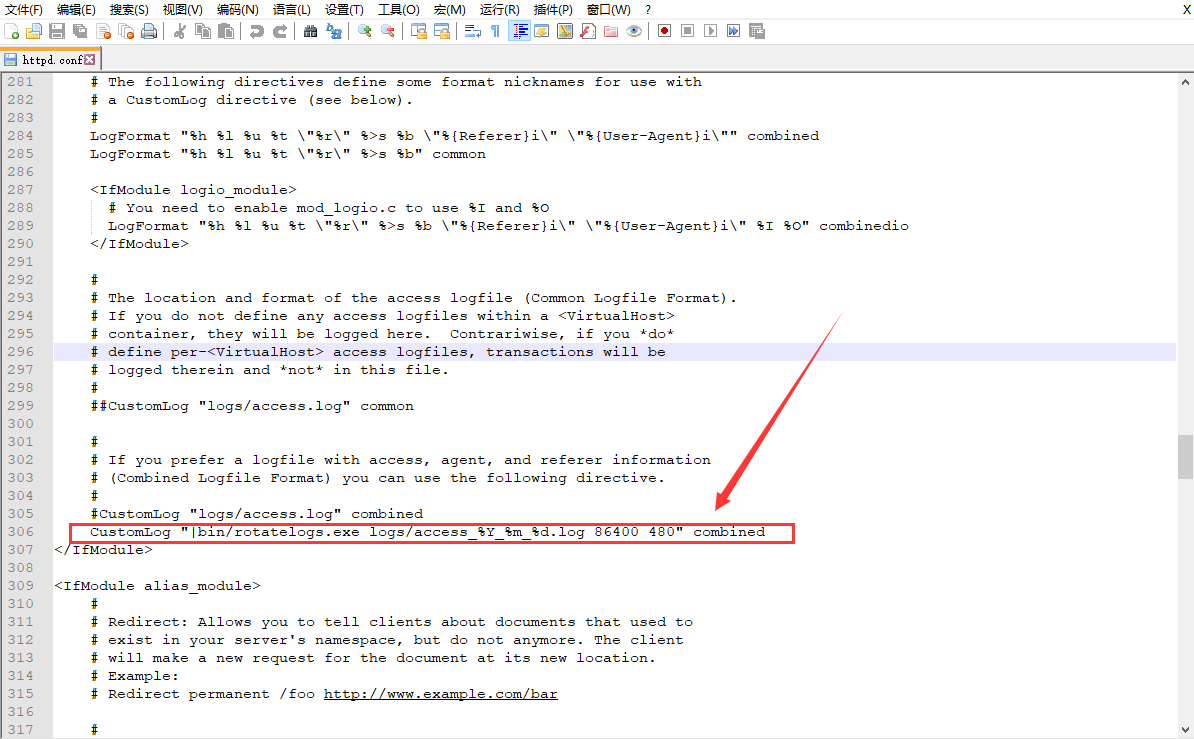 文件(F) 编辑(E) 搜索(S) 视图(V) 编码(N) 语言(L) 设置(T) 工具(O) 宏(M) 运行(R) 插件(P) 窗口(W) ? X
httpd.conf
281 # The following directives define some format nicknames for use with
282 # a CustomLog directive (see below).
283 #
284 LogFormat "%h %l %u %t \"%r\" %>s %b \"%{Referer}i\" \"%{User-Agent}i\"" combined
285 LogFormat "%h %l %u %t \"%r\" %>s %b" common
286
287 <IfModule logio_module>
288 # You need to enable mod_logio.c to use %I and %O
289 LogFormat "%h %l %u %t \"%r\" %>s %b \"%{Referer}i\" \"%{User-Agent}i\" %I %O" combinedio
290 </IfModule>
291
292 #
293 # The location and format of the access logfile (Common Logfile Format).
294 # If you do not define any access logfiles within a <VirtualHost>
295 # container, they will be logged here.  Contrariwise, if you *do*
296 # define per-<VirtualHost> access logfiles, transactions will be
297 # logged therein and *not* in this file.
298 #
299 ##CustomLog "logs/access.log" common
300
301 #
302 # If you prefer a logfile with access, agent, and referer information
303 # (Combined Logfile Format) you can use the following directive.
304 #
305 #CustomLog "logs/access.log" combined
306 CustomLog "|bin/rotatelogs.exe logs/access_%Y_%m_%d.log 86400 480" combined
307 </IfModule>
308
309 <IfModule alias_module>
310 #
311 # Redirect: Allows you to tell clients about documents that used to
312 # exist in your server's namespace, but do not anymore. The client
313 # will make a new request for the document at its new location.
314 # Example:
315 # Redirect permanent /foo http://www.example.com/bar
316
317 #